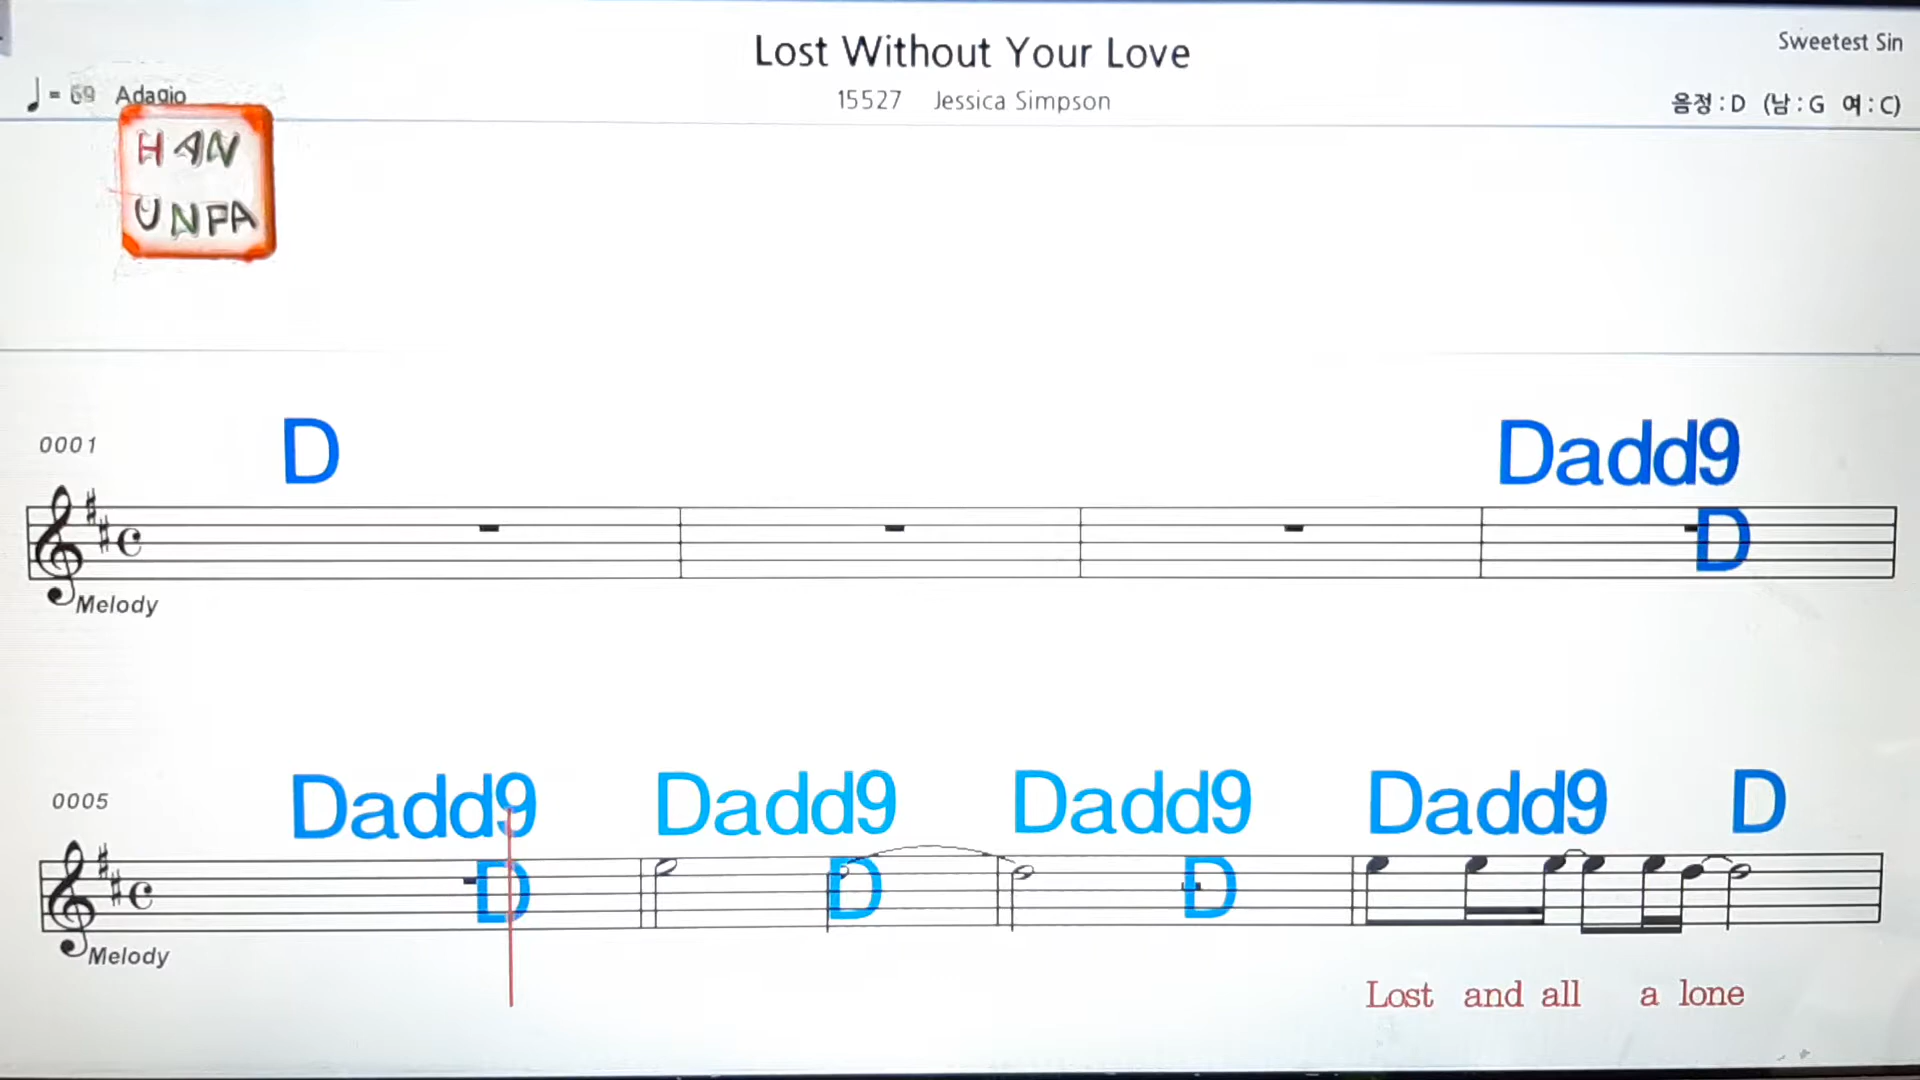 Lost Without Your Love
Sweetest Sin
♩ = 69 Adagio
15527 Jessica Simpson
음정 : D (남 : G 여 : C)
HAN
UNPA
0001
D
Dadd9
D
Melody
0005
Dadd9
Dadd9
Dadd9
Dadd9
D
D
D
D
Melody
Lost and all a lone